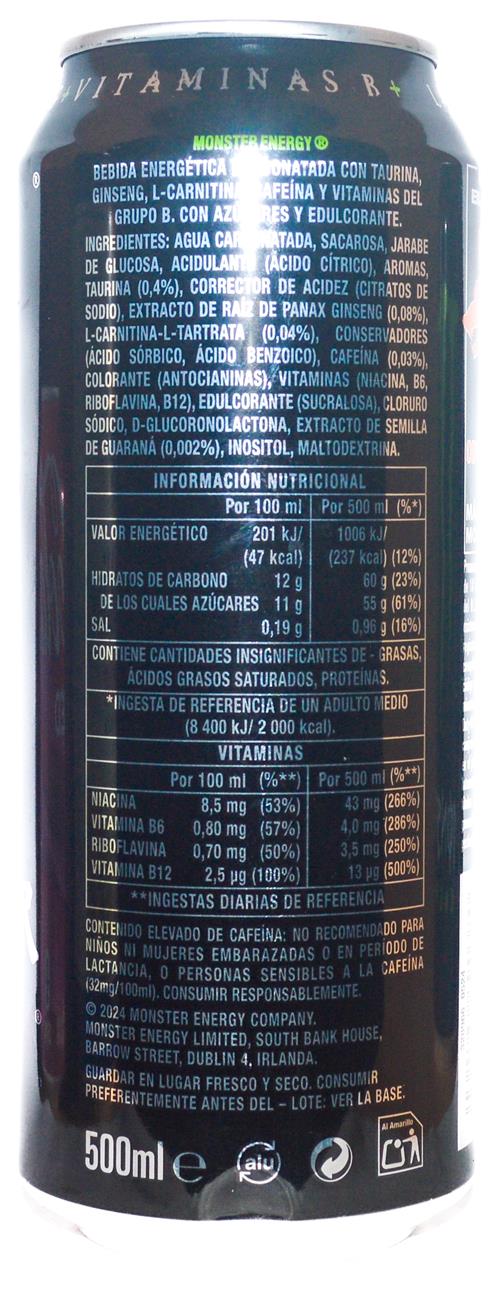 +VITAMINAS B+
MONSTER ENERGY®
BEBIDA ENERGÉTICA CON TAURINA,
GINSENG, L-CARNITINA, CAFEÍNA Y VITAMINAS DEL
GRUPO B. CON AZÚCARES Y EDULCORANTE.
INGREDIENTES: AGUA CARBONATADA, SACAROSA, JARABE
DE GLUCOSA, ACIDULANTE (ÁCIDO CÍTRICO), AROMAS,
TAURINA (0,4%), CORRECTOR DE ACIDEZ (CITRATOS DE
SODIO), EXTRACTO DE RAÍZ DE PANAX GINSENG (0,08%),
L-CARNITINA-L-TARTRATA (0,04%), CONSERVADORES
(ÁCIDO SÓRBICO, ÁCIDO BENZOICO), CAFEÍNA (0,03%),
COLORANTE (ANTOCIANINAS), VITAMINAS (NIACINA, B6,
RIBOFLAVINA, B12), EDULCORANTE (SUCRALOSA), CLORURO
SÓDICO, D-GLUCORONOLACTONA, EXTRACTO DE SEMILLA
DE GUARANÁ (0,002%), INOSITOL, MALTODEXTRINA.
INFORMACIÓN NUTRICIONAL
Por 100 ml Por 500 ml (%*)
VALOR ENERGÉTICO 201 kJ/ 1006 kJ/
(47 kcal) (237 kcal) (12%)
HIDRATOS DE CARBONO 12 g 60 g (23%)
DE LOS CUALES AZÚCARES 11 g 55 g (61%)
SAL 0,19 g 0,96 g (16%)
CONTIENE CANTIDADES INSIGNIFICANTES DE - GRASAS,
ÁCIDOS GRASOS SATURADOS, PROTEÍNAS.
*INGESTA DE REFERENCIA DE UN ADULTO MEDIO
(8 400 kJ/ 2 000 kcal).
VITAMINAS
Por 100 ml (%**) Por 500 ml (%**)
NIACINA 8,5 mg (53%) 43 mg (266%)
VITAMINA B6 0,80 mg (57%) 4,0 mg (286%)
RIBOFLAVINA 0,70 mg (50%) 3,5 mg (250%)
VITAMINA B12 2,5 µg (100%) 13 µg (500%)
**INGESTAS DIARIAS DE REFERENCIA
CONTENIDO ELEVADO DE CAFEÍNA: NO RECOMENDADO PARA
NIÑOS NI MUJERES EMBARAZADAS O EN PERÍODO DE
LACTANCIA, O PERSONAS SENSIBLES A LA CAFEÍNA
(32mg/100ml). CONSUMIR RESPONSABLEMENTE.
© 2024 MONSTER ENERGY COMPANY.
MONSTER ENERGY LIMITED, SOUTH BANK HOUSE,
BARROW STREET, DUBLIN 4, IRLANDA.
GUARDAR EN LUGAR FRESCO Y SECO. CONSUMIR
PREFERENTEMENTE ANTES DEL – LOTE: VER LA BASE.
500ml e alu Al Amarillo